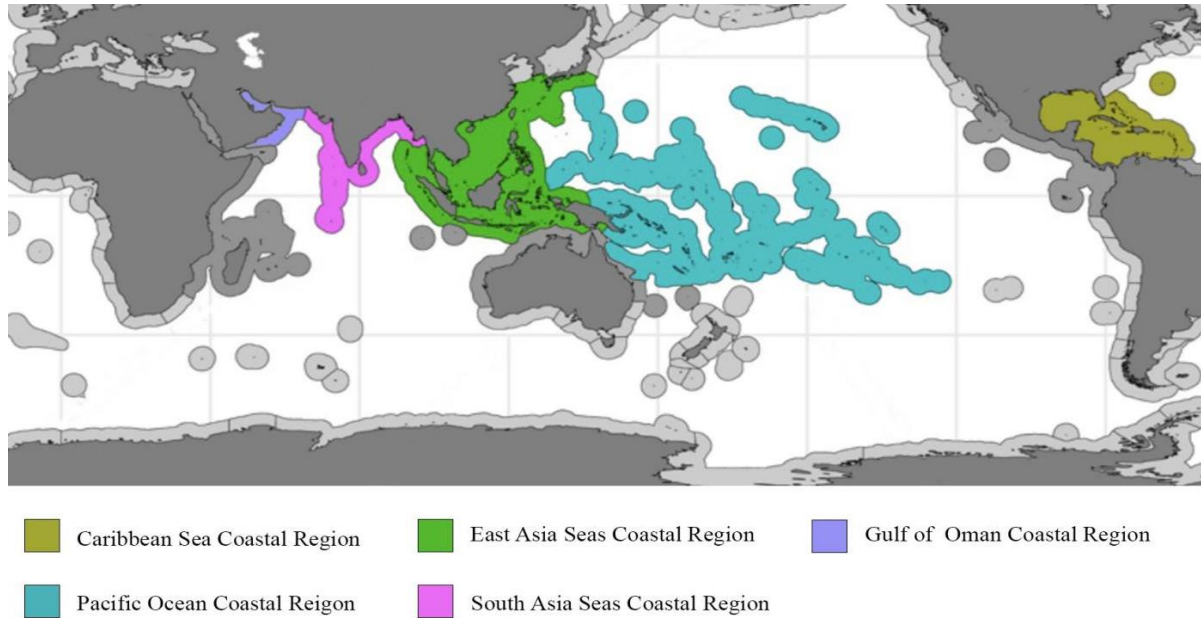 Caribbean Sea Coastal Region
East Asia Seas Coastal Region
Gulf of Oman Coastal Region
Pacific Ocean Coastal Reigon
South Asia Seas Coastal Region